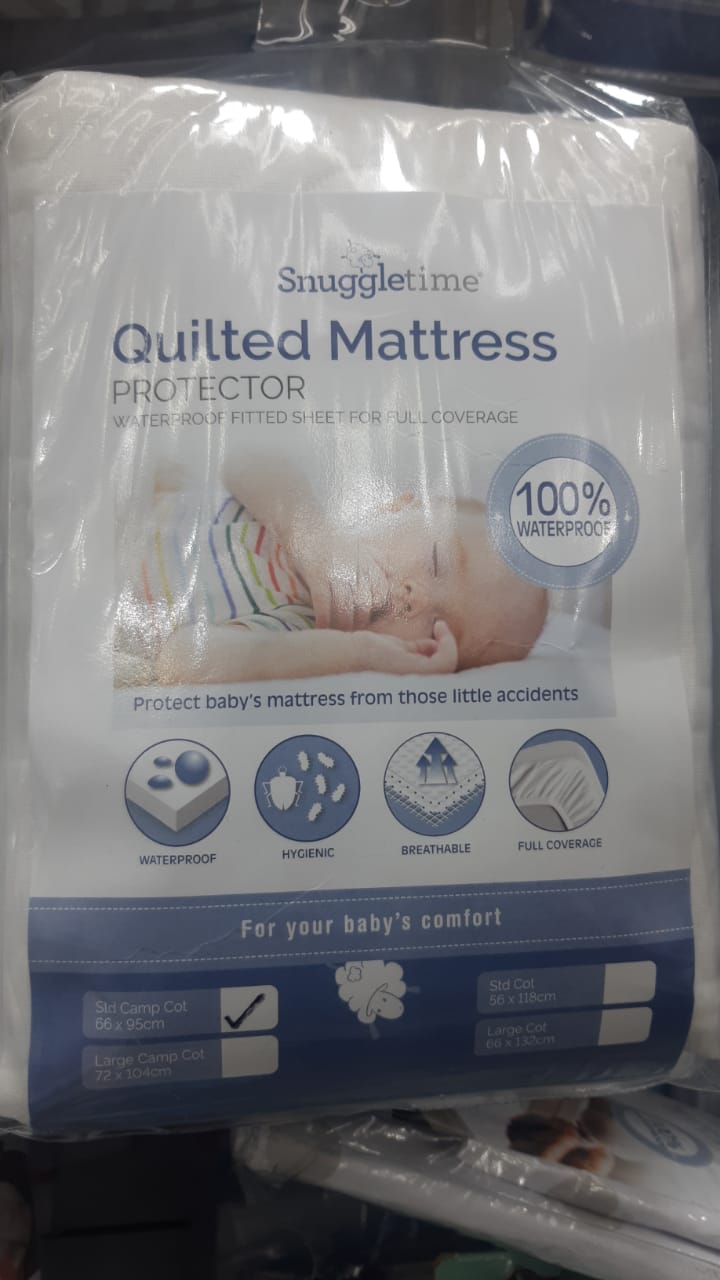 Snuggletime
Quilted Mattress
PROTECTOR
WATERPROOF FITTED SHEET FOR FULL COVERAGE
100%
WATERPROOF
Protect baby's mattress from those little accidents
WATERPROOF
HYGIENIC
BREATHABLE
FULL COVERAGE
For your baby's comfort
Std Camp Cot
66 x 95cm
Large Camp Cot
72 x 104cm
Std Cot
56 x 118cm
Large Cot
66 x 132cm